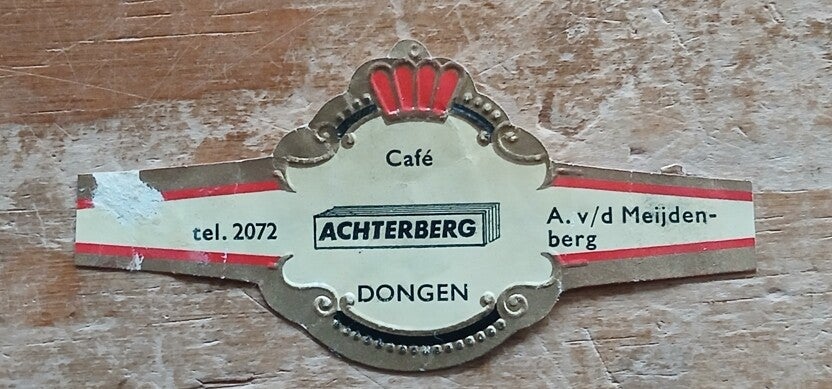 Café
tel. 2072
ACHTERBERG
A. v/d Meijden-
berg
DONGEN